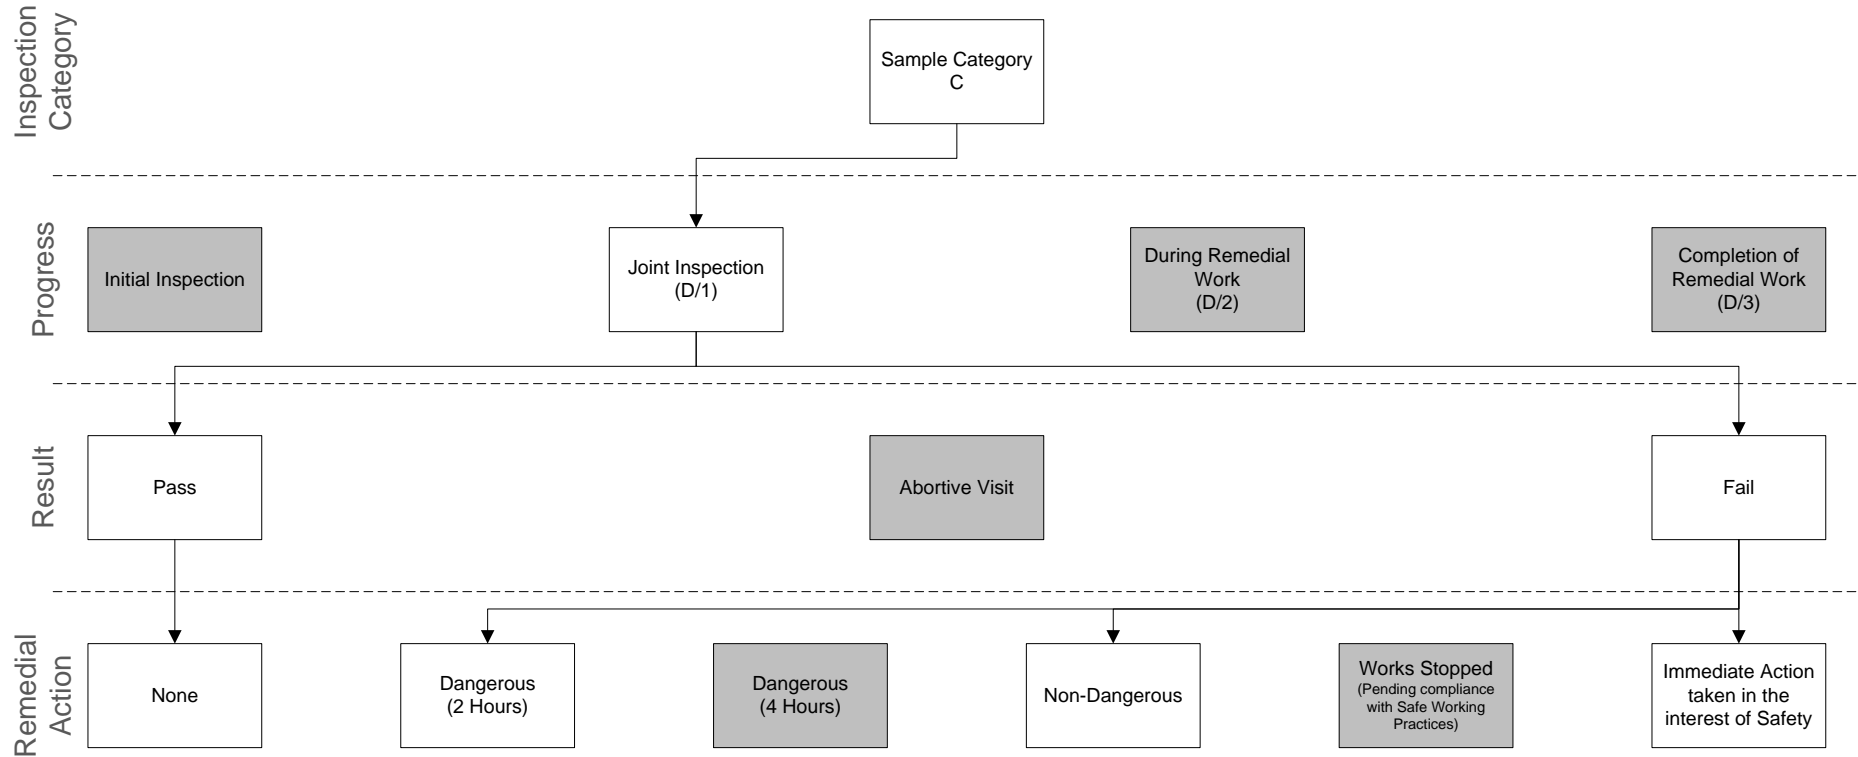 Inspection
Category
Sample Category
C
Progress
Initial Inspection
Joint Inspection
(D/1)
During Remedial
Work
(D/2)
Completion of
Remedial Work
(D/3)
Result
Pass
Abortive Visit
Fail
Remedial
Action
None
Dangerous
(2 Hours)
Dangerous
(4 Hours)
Non-Dangerous
Works Stopped
(Pending compliance
with Safe Working
Practices)
Immediate Action
taken in the
interest of Safety